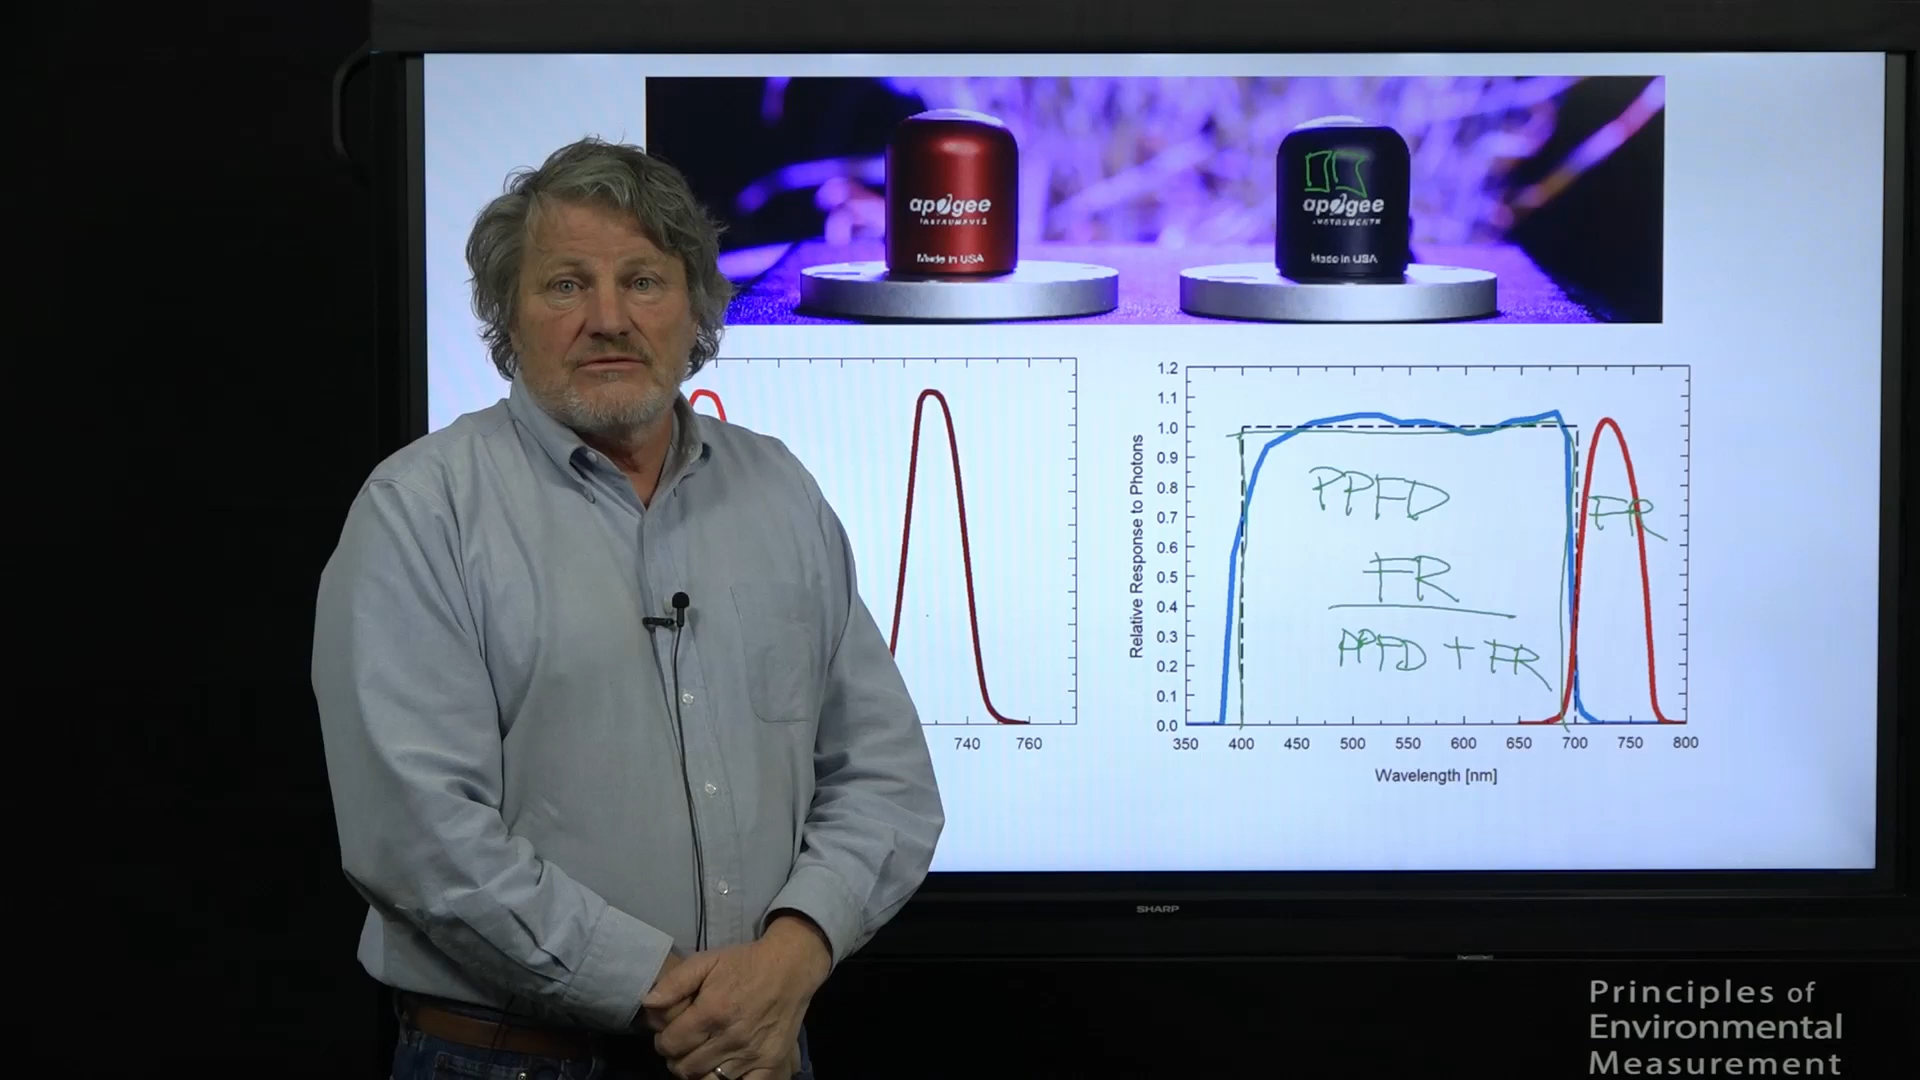 apogee
INSTRUMENTS
Made in USA
apogee
INSTRUMENTS
Made in USA
740 760
Relative Response to Photons
1.2
1.1
1.0
0.9
0.8
0.7
0.6
0.5
0.4
0.3
0.2
0.1
0.0
PPFD
FR
FR
PPFD + FR
350 400 450 500 550 600 650 700 750 800
Wavelength [nm]
SHARP
Principles of
Environmental
Measurement